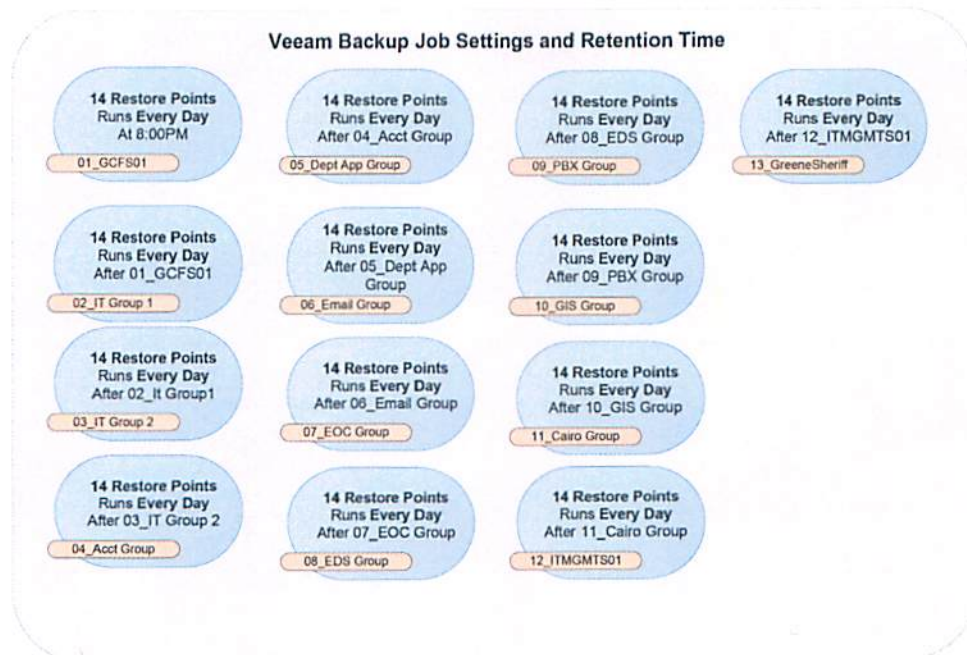 Veeam Backup Job Settings and Retention Time
14 Restore Points
Runs Every Day
At 8:00PM
01_GCFS01
14 Restore Points
Runs Every Day
After 01_GCFS01
02_IT Group 1
14 Restore Points
Runs Every Day
After 02_It Group1
03_IT Group 2
14 Restore Points
Runs Every Day
After 03_IT Group 2
04_Acct Group
14 Restore Points
Runs Every Day
After 04_Acct Group
05_Dept App Group
14 Restore Points
Runs Every Day
After 05_Dept App
Group
06_Email Group
14 Restore Points
Runs Every Day
After 06_Email Group
07_EOC Group
14 Restore Points
Runs Every Day
After 07_EOC Group
08_EDS Group
14 Restore Points
Runs Every Day
After 08_EDS Group
09_PBX Group
14 Restore Points
Runs Every Day
After 09_PBX Group
10_GIS Group
14 Restore Points
Runs Every Day
After 10_GIS Group
11_Cairo Group
14 Restore Points
Runs Every Day
After 11_Cairo Group
12_ITMGMTS01
14 Restore Points
Runs Every Day
After 12_ITMGMTS01
13_GreeneSheriff